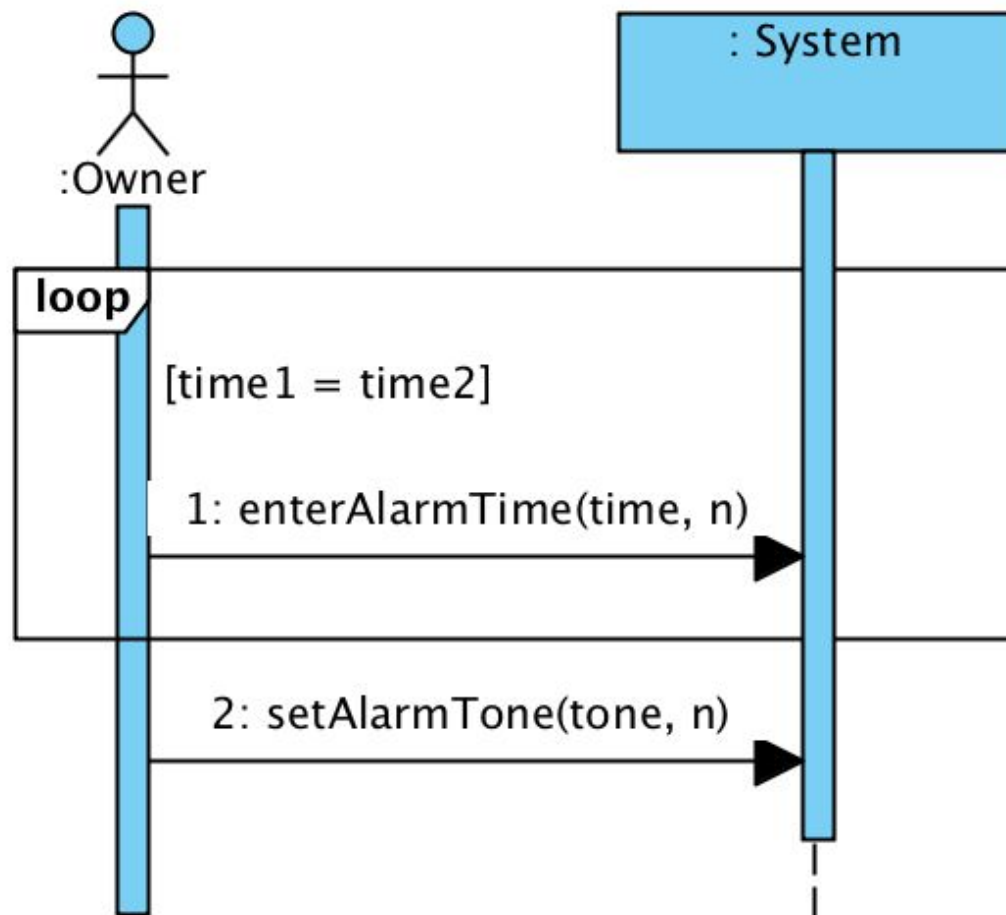 : System
:Owner
loop
[time1 = time2]
1: enterAlarmTime(time, n)
2: setAlarmTone(tone, n)